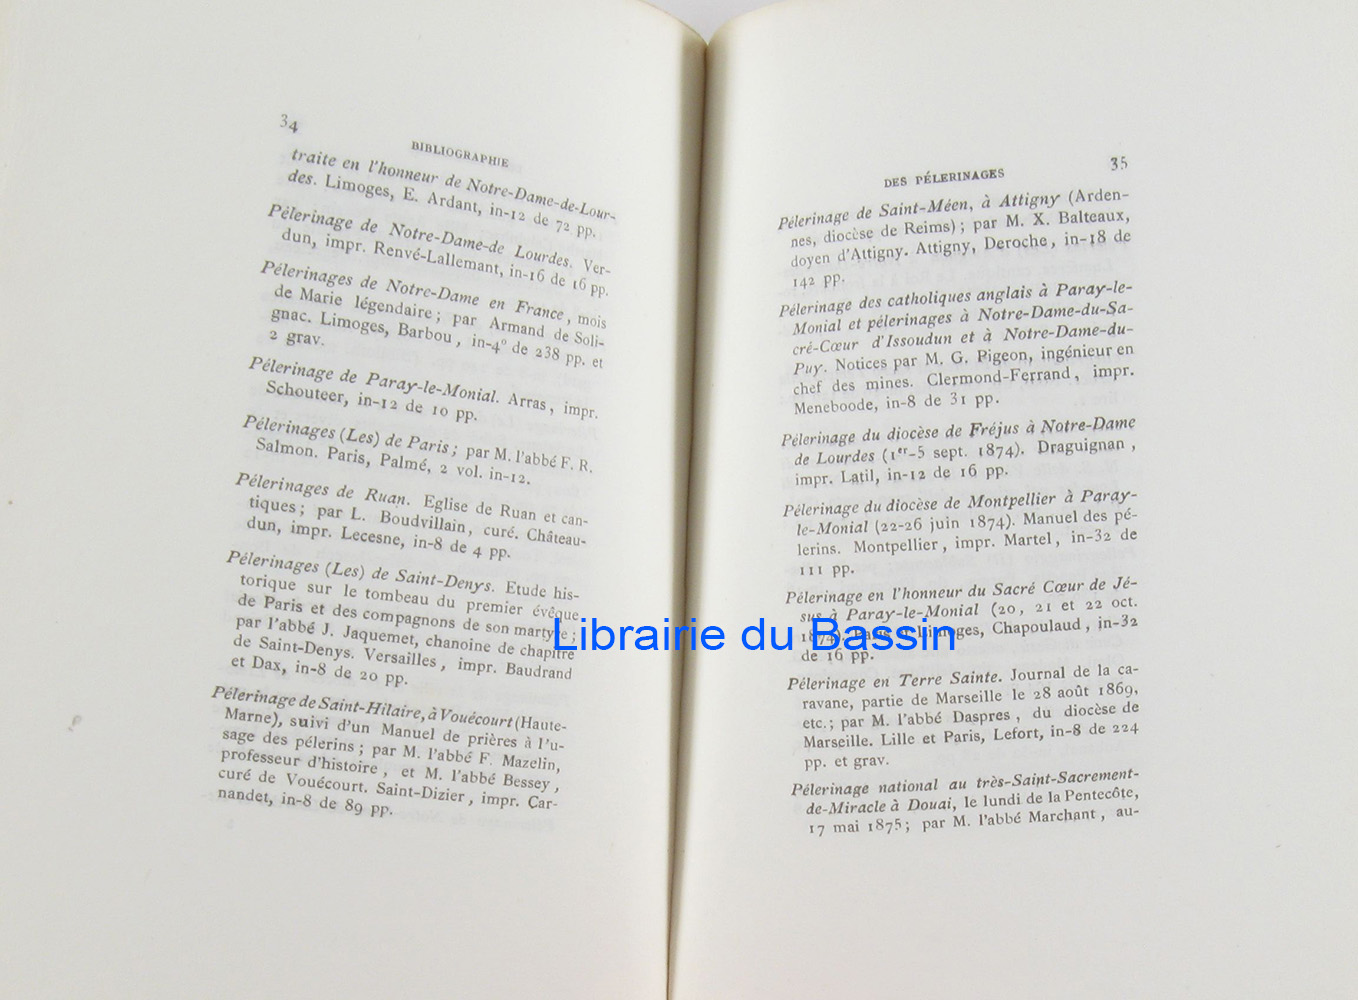 34
BIBLIOGRAPHIE
traite en l'honneur de Notre-Dame-de-Lour-
des. Limoges, E. Ardant, in-12 de 72 pp.
Pélerinage de Notre-Dame-de Lourdes. Ver-
dun, impr. Renvé-Lallemant, in-16 de 16 pp.
Pélerinages de Notre-Dame en France, mois
de Marie légendaire; par Armand de Soli-
gnac. Limoges, Barbou, in-4° de 238 pp. et
2 grav.
Pélerinage de Paray-le-Monial. Arras, impr.
Schouteer, in-12 de 10 pp.
Pélerinages (Les) de Paris; par M. l'abbé F. R.
Salmon. Paris, Palmé, 2 vol. in-12.
Pélerinages de Ruan. Eglise de Ruan et can-
tiques; par L. Boudvillain, curé. Château-
dun, impr. Lecesne, in-8 de 4 pp.
Pélerinages (Les) de Saint-Denys. Etude his-
torique sur le tombeau du premier évêque
de Paris et des compagnons de son martyre;
par l'abbé J. Jaquemet, chanoine de chapitre
de Saint-Denys. Versailles, impr. Baudrand
et Dax, in-8 de 20 pp.
Pélerinage de Saint-Hilaire, à Vouécourt (Haute-
Marne), suivi d'un Manuel de prières à l'u-
sage des pélerins; par M. l'abbé F. Mazelin,
professeur d'histoire, et M. l'abbé Bessey,
curé de Vouécourt. Saint-Dizier, impr. Car-
nandet, in-8 de 89 pp.
DES PÉLERINAGES
35
Pélerinage de Saint-Méen, à Attigny (Arden-
nes, diocèse de Reims); par M. X. Balteaux,
doyen d'Attigny. Attigny, Deroche, in-18 de
142 pp.
Pélerinage des catholiques anglais à Paray-le-
Monial et pélerinages à Notre-Dame-du-Sa-
cré-Cœur d'Issoudun et à Notre-Dame-du-
Puy. Notices par M. G. Pigeon, ingénieur en
chef des mines. Clermond-Ferrand, impr.
Meneboode, in-8 de 31 pp.
Pélerinage du diocèse de Fréjus à Notre-Dame
de Lourdes (1er-5 sept. 1874). Draguignan,
impr. Latil, in-12 de 16 pp.
Pélerinage du diocèse de Montpellier à Paray-
le-Monial (22-26 juin 1874). Manuel des pé-
lerins. Montpellier, impr. Martel, in-32 de
111 pp.
Pélerinage en l'honneur du Sacré Cœur de Jé-
sus à Paray-le-Monial (20, 21 et 22 oct.
1874). Paris et Limoges, Chapoulaud, in-32
de 16 pp.
Pélerinage en Terre Sainte. Journal de la ca-
ravane, partie de Marseille le 28 août 1869,
etc.; par M. l'abbé Daspres, du diocèse de
Marseille. Lille et Paris, Lefort, in-8 de 224
pp. et grav.
Pélerinage national au très-Saint-Sacrement-
de-Miracle à Douai, le lundi de la Pentecôte,
17 mai 1875; par M. l'abbé Marchant, au-
Librairie du Bassin